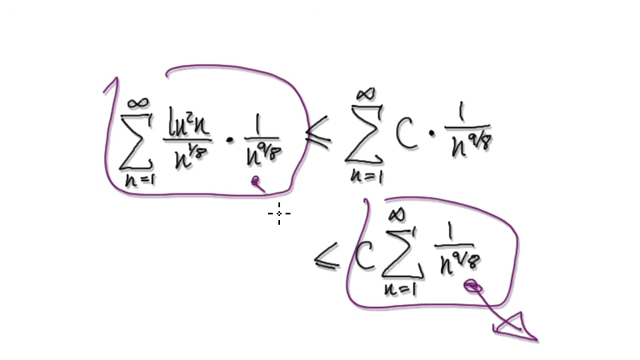 ∞∑n=1 ln²n/n^1/8 · 1/n^9/8 ≤ ∞∑n=1 C · 1/n^9/8
≤ C ∞∑n=1 1/n^9/8